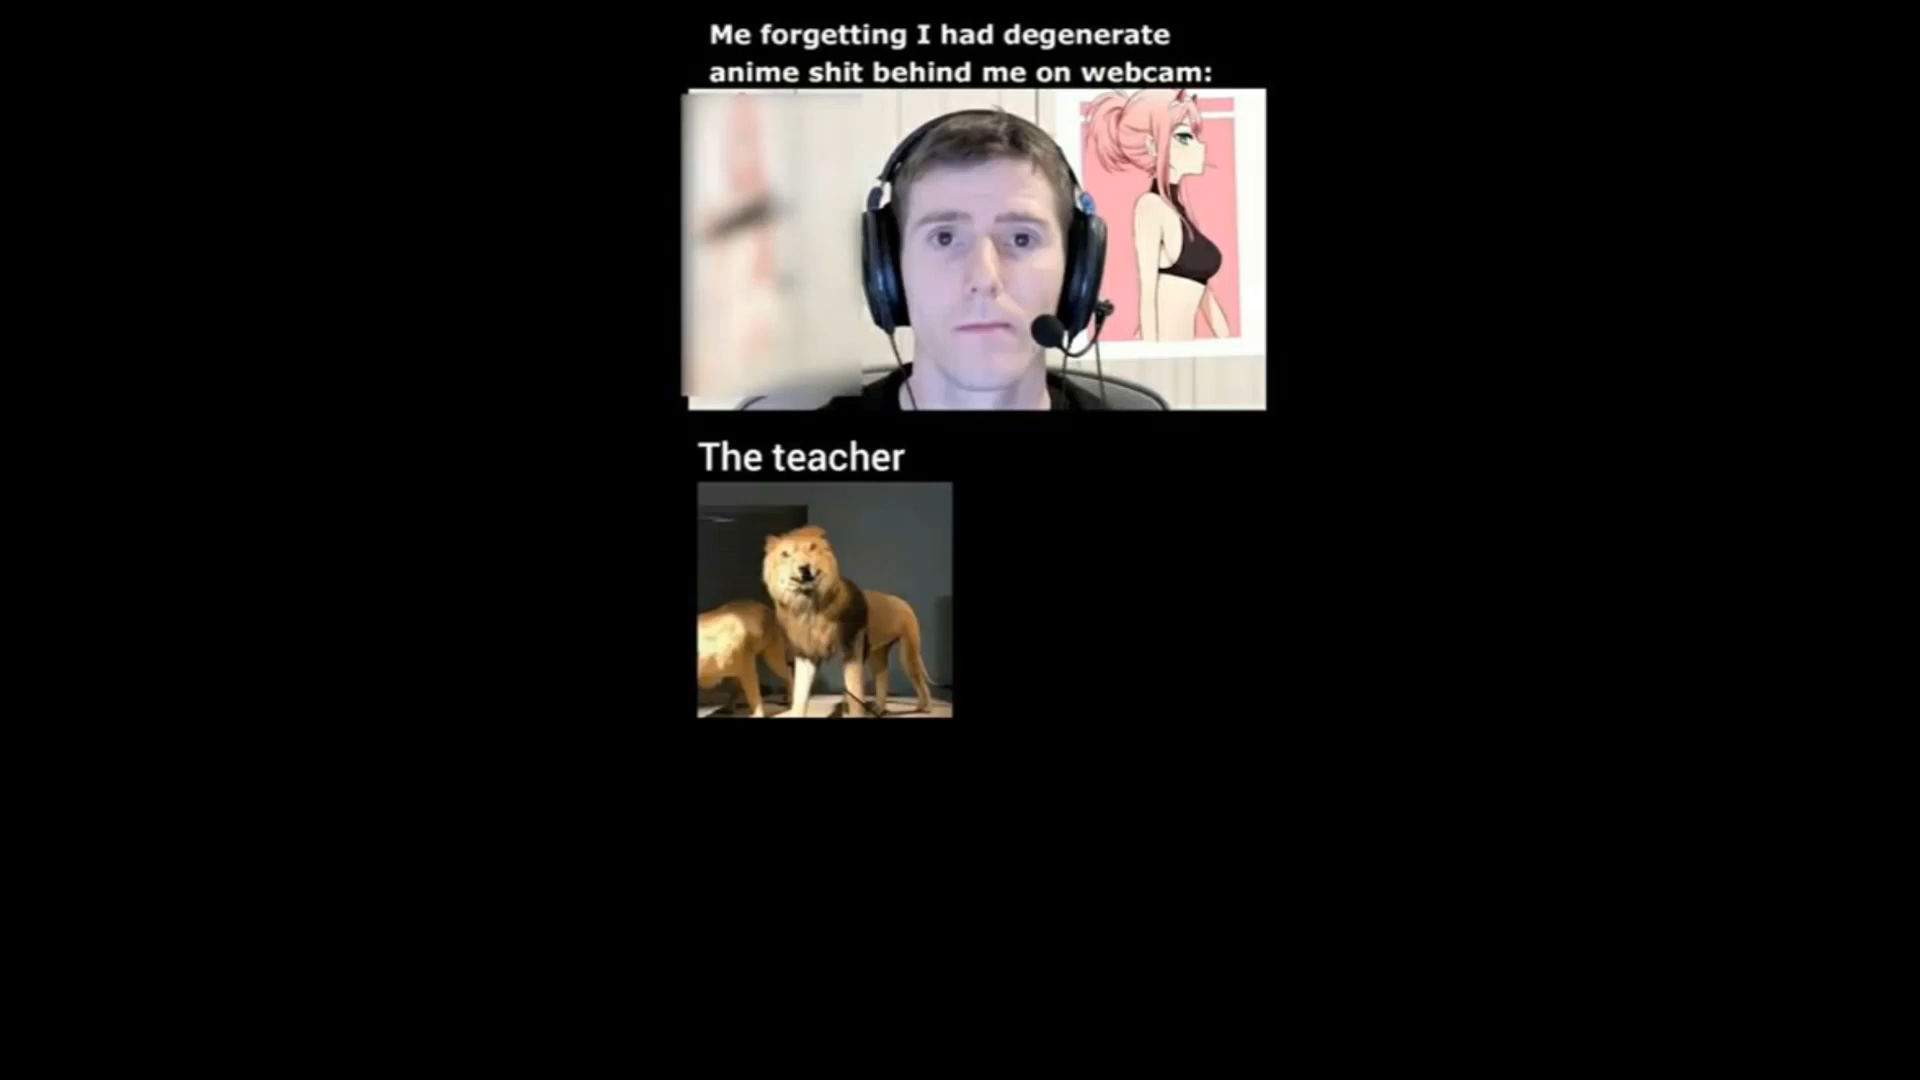 Me forgetting I had degenerate
anime shit behind me on webcam:
The teacher